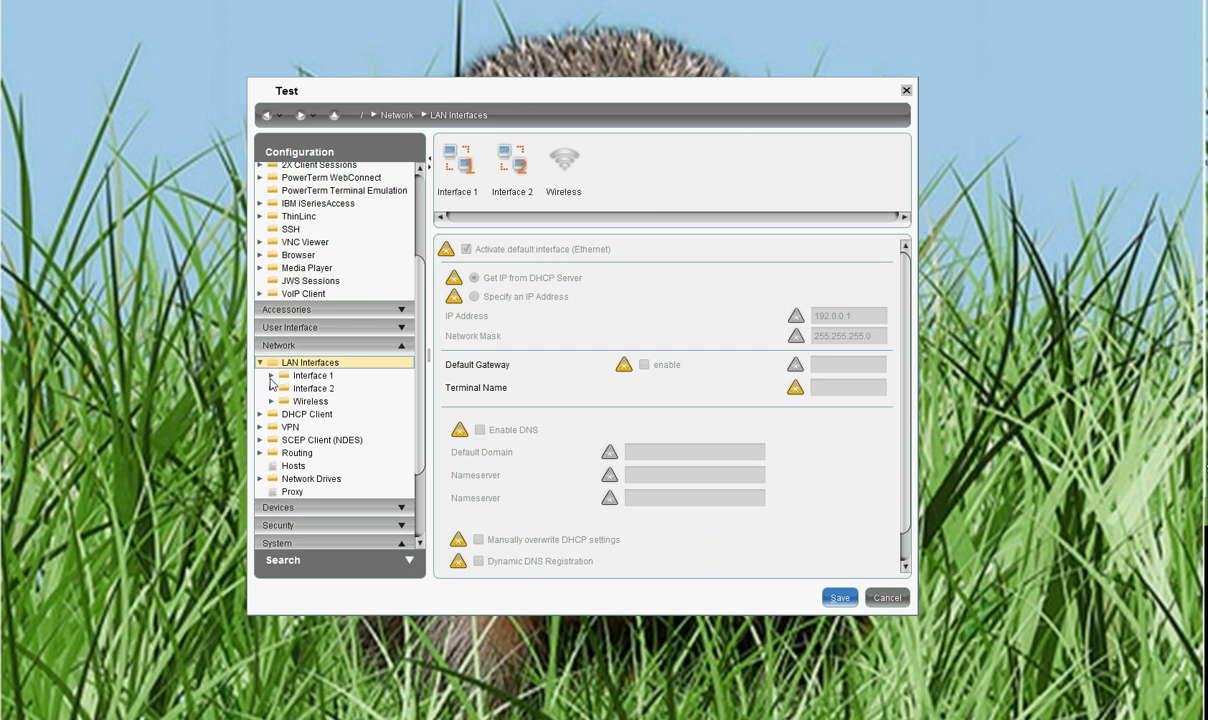 Test
/ Network LAN Interfaces
Configuration
2X Client Sessions
PowerTerm WebConnect
PowerTerm Terminal Emulation
IBM iSeriesAccess
ThinLinc
SSH
VNC Viewer
Browser
Media Player
JWS Sessions
VoIP Client
Accessories
User Interface
Network
LAN Interfaces
Interface 1
Interface 2
Wireless
DHCP Client
VPN
SCEP Client (NDES)
Routing
Hosts
Network Drives
Proxy
Devices
Security
System
Search
1 2
Interface 1 Interface 2 Wireless
Activate default interface (Ethernet)
Get IP from DHCP Server
Specify an IP Address
IP Address 192.0.0.1
Network Mask 255.255.255.0
Default Gateway enable
Terminal Name
Enable DNS
Default Domain
Nameserver
Nameserver
Manually overwrite DHCP settings
Dynamic DNS Registration
Save Cancel